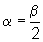 α = β/2